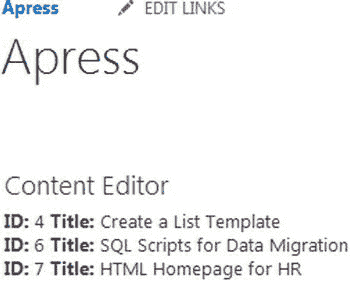 Apress EDIT LINKS
Apress
Content Editor
ID: 4 Title: Create a List Template
ID: 6 Title: SQL Scripts for Data Migration
ID: 7 Title: HTML Homepage for HR